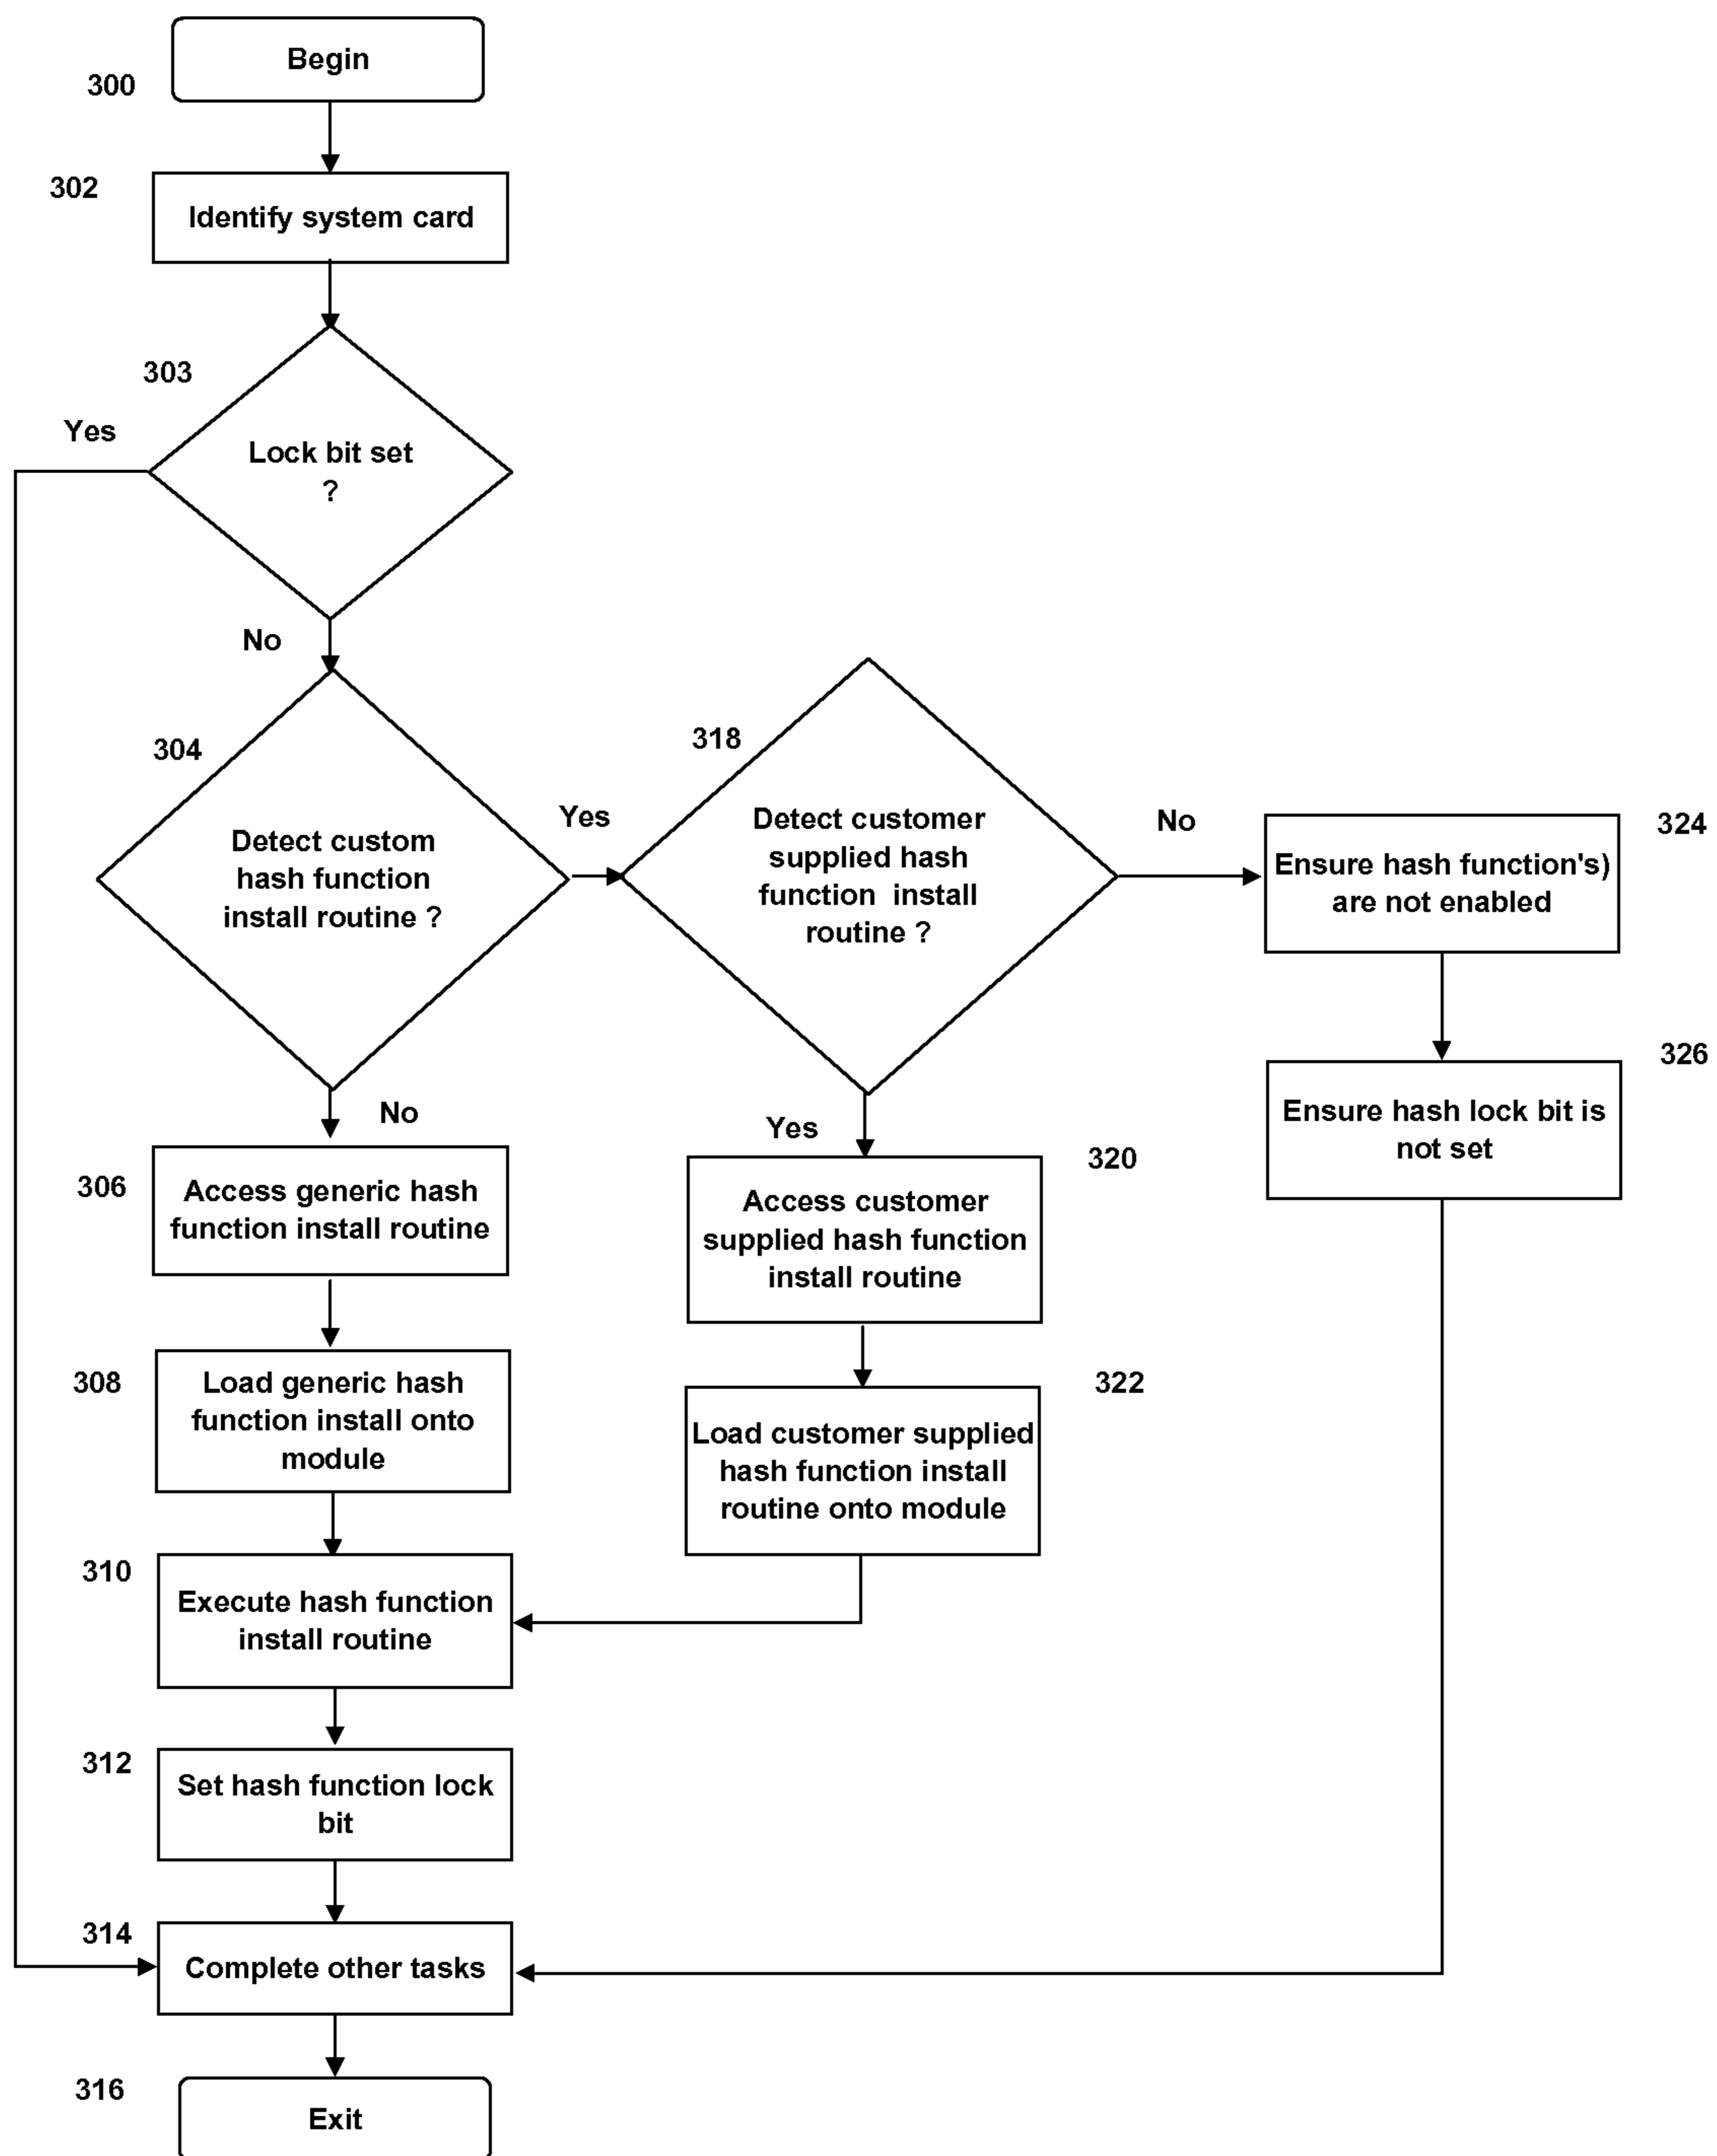 Begin
300
302
Identify system card
303
Yes
Lock bit set
?
No
304
Detect custom
hash function
install routine ?
Yes
318
Detect customer
supplied hash
function install
routine ?
No
324
Ensure hash function's)
are not enabled
326
Ensure hash lock bit is
not set
No
306
Access generic hash
function install routine
Yes
320
Access customer
supplied hash function
install routine
308
Load generic hash
function install onto
module
322
Load customer supplied
hash function install
routine onto module
310
Execute hash function
install routine
312
Set hash function lock
bit
314
Complete other tasks
316
Exit